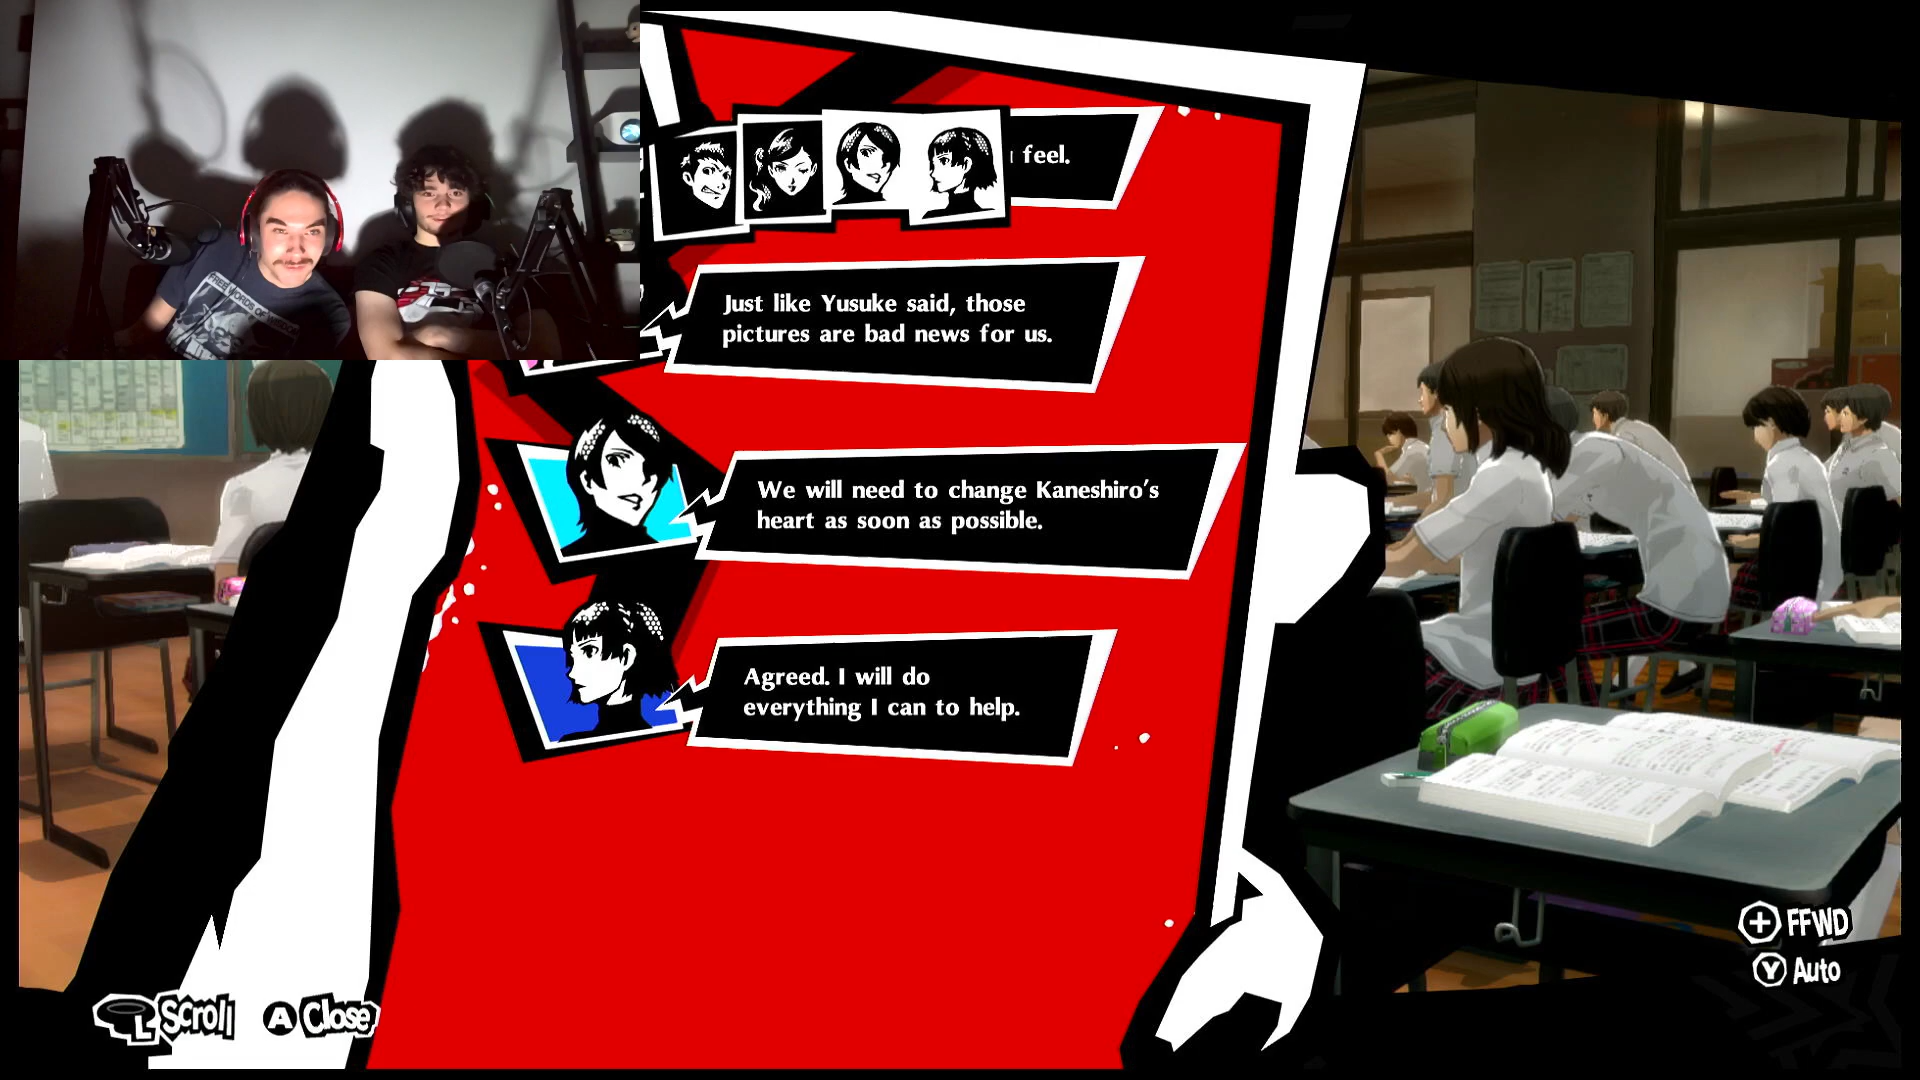 feel.
Just like Yusuke said, those
pictures are bad news for us.
We will need to change Kaneshiro's
heart as soon as possible.
Agreed. I will do
everything I can to help.
+ FFWD
Y Auto
L Scroll
A Close